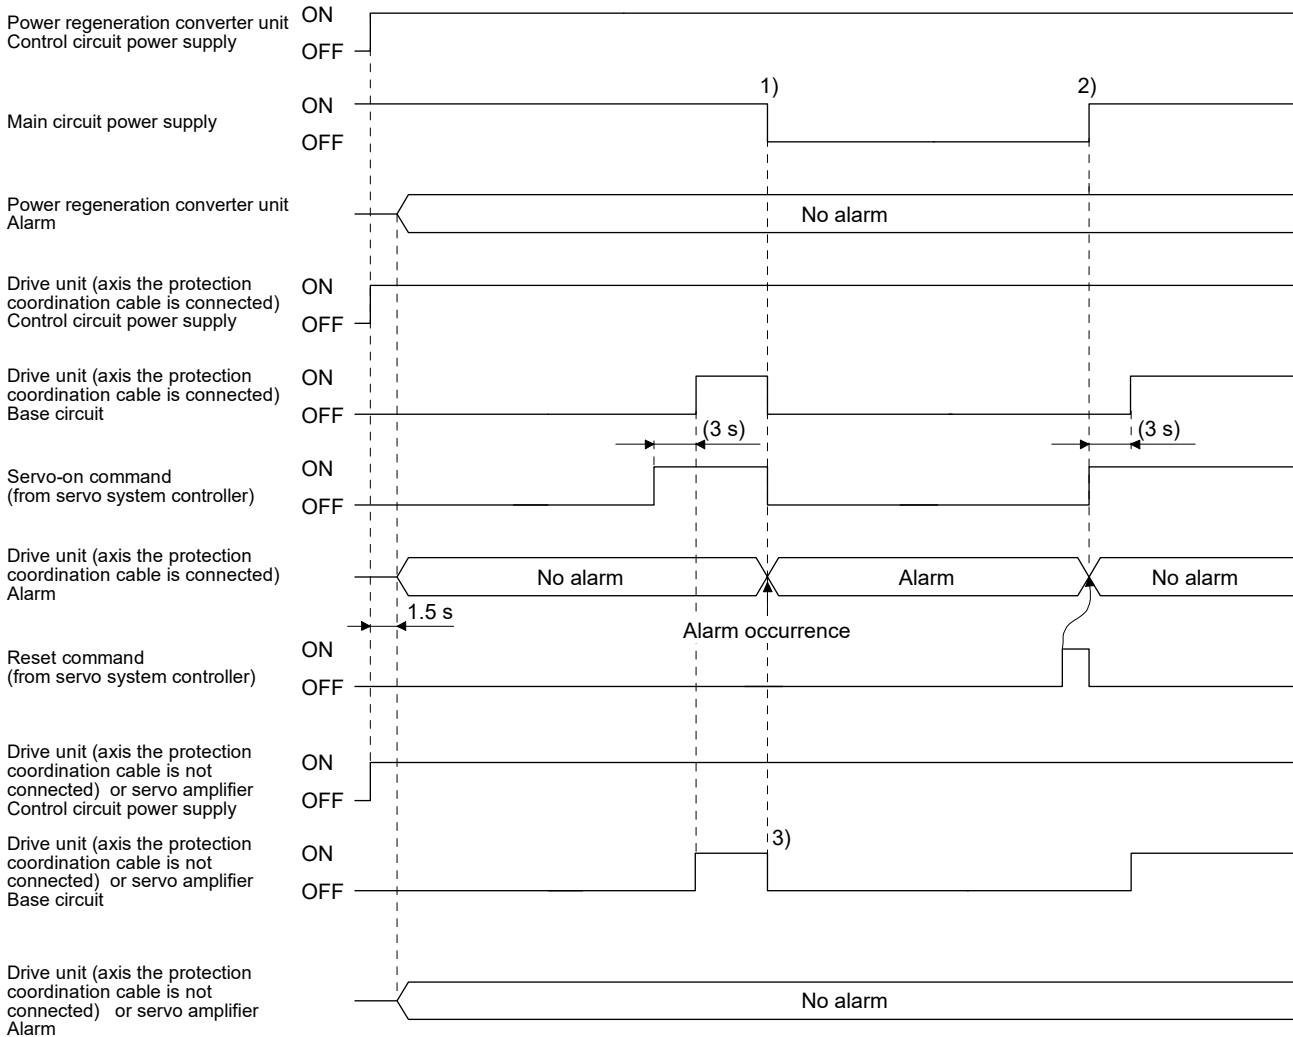 Power regeneration converter unit
Control circuit power supply
ON
OFF
1)
2)
Main circuit power supply
ON
OFF
Power regeneration converter unit
Alarm
No alarm
Drive unit (axis the protection
coordination cable is connected)
Control circuit power supply
ON
OFF
Drive unit (axis the protection
coordination cable is connected)
Base circuit
ON
OFF
(3 s)
(3 s)
Servo-on command
(from servo system controller)
ON
OFF
Drive unit (axis the protection
coordination cable is connected)
Alarm
No alarm
Alarm
No alarm
1.5 s
Alarm occurrence
Reset command
(from servo system controller)
ON
OFF
Drive unit (axis the protection
coordination cable is not
connected) or servo amplifier
Control circuit power supply
ON
OFF
Drive unit (axis the protection
coordination cable is not
connected) or servo amplifier
Base circuit
ON
OFF
3)
Drive unit (axis the protection
coordination cable is not
connected) or servo amplifier
Alarm
No alarm